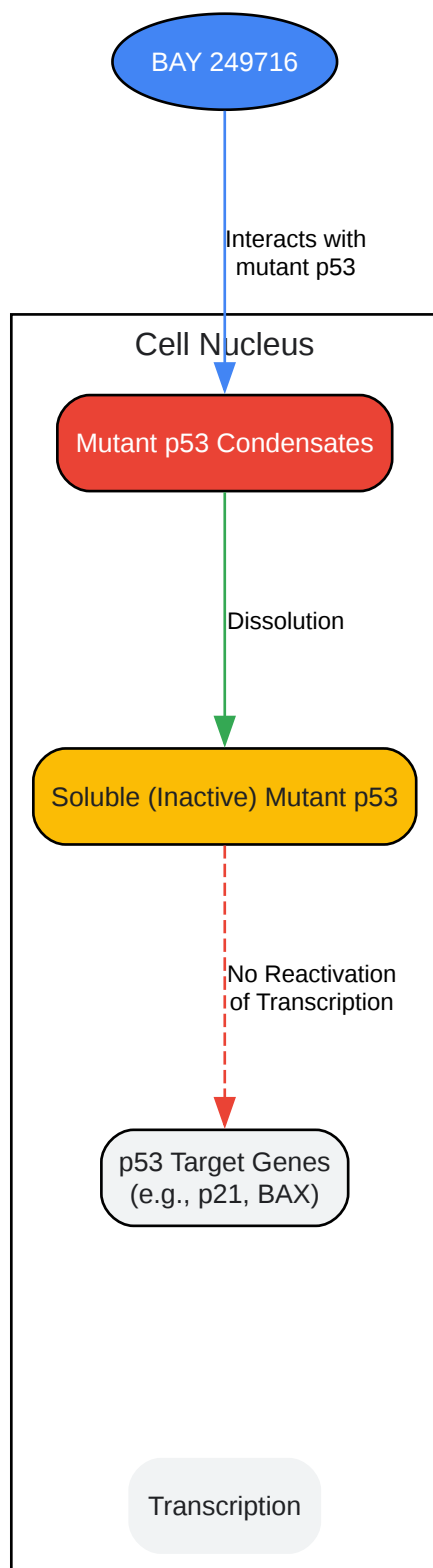 BAY 249716
Interacts with
mutant p53
Cell Nucleus
Mutant p53 Condensates
Dissolution
Soluble (Inactive) Mutant p53
No Reactivation
of Transcription
p53 Target Genes
(e.g., p21, BAX)
Transcription